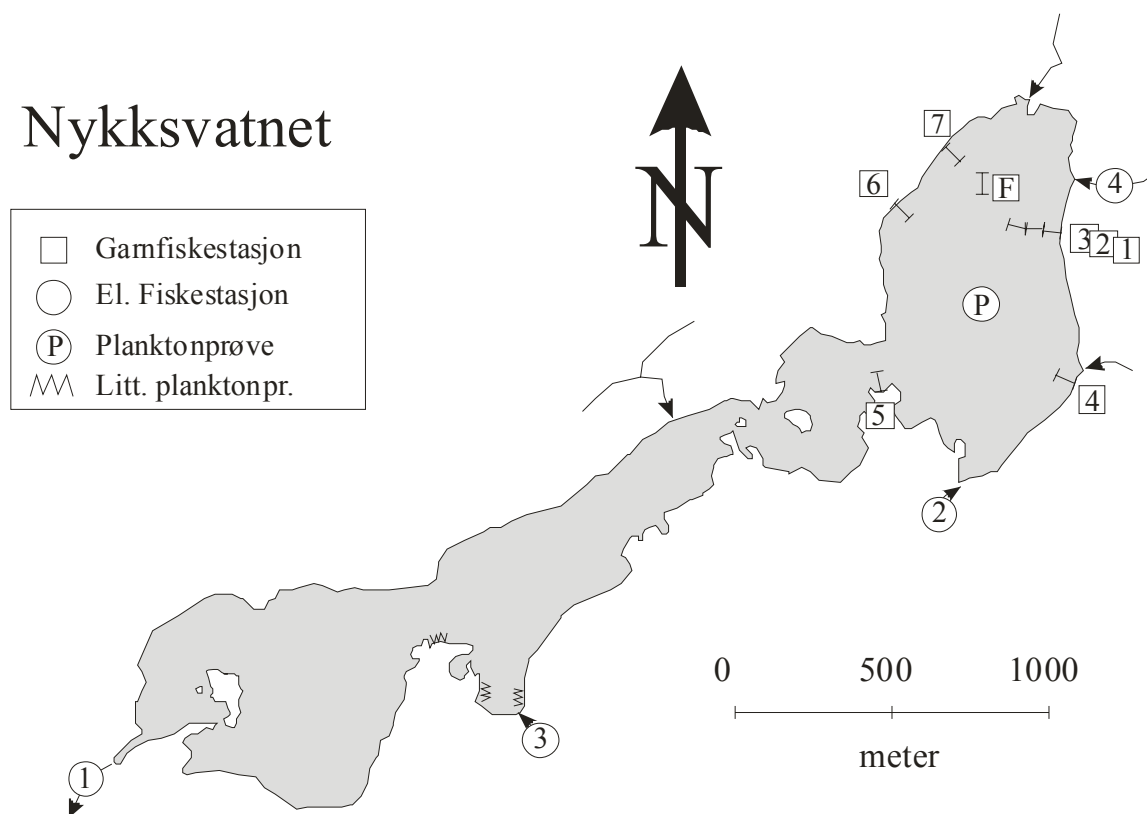 Nykksvatnet
N
Garnfiskestasjon
El. Fiskestasjon
P Planktonprøve
Litt. planktonpr.
7
6
F
4
3 2 1
P
5
4
2
3
1
0 500 1000
meter